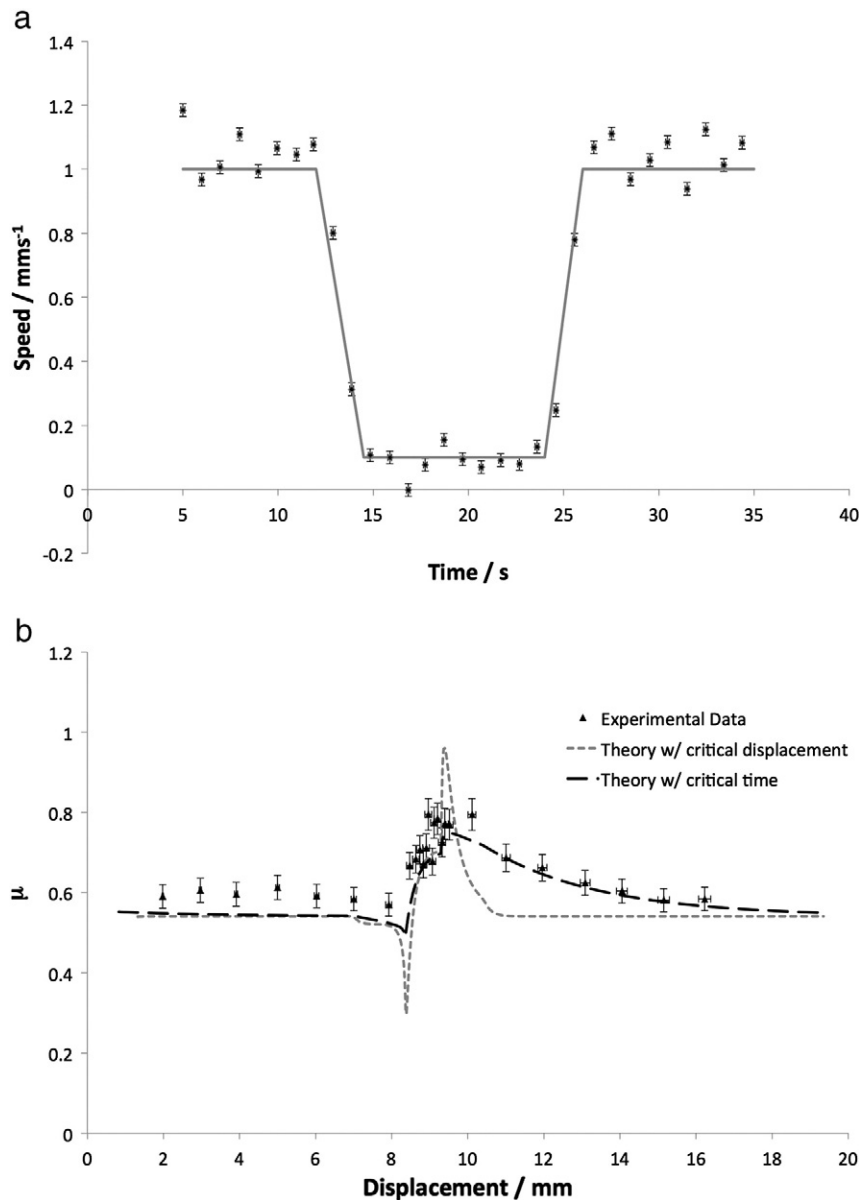 a
1.4
1.2
1
0.8
0.6
0.4
0.2
0
-0.2
0 5 10 15 20 25 30 35 40
Speed / mms⁻¹
Time / s
b
1.2
1
0.8
0.6
0.4
0.2
0
0 2 4 6 8 10 12 14 16 18 20
μ
Displacement / mm
Experimental Data
Theory w/ critical displacement
Theory w/ critical time